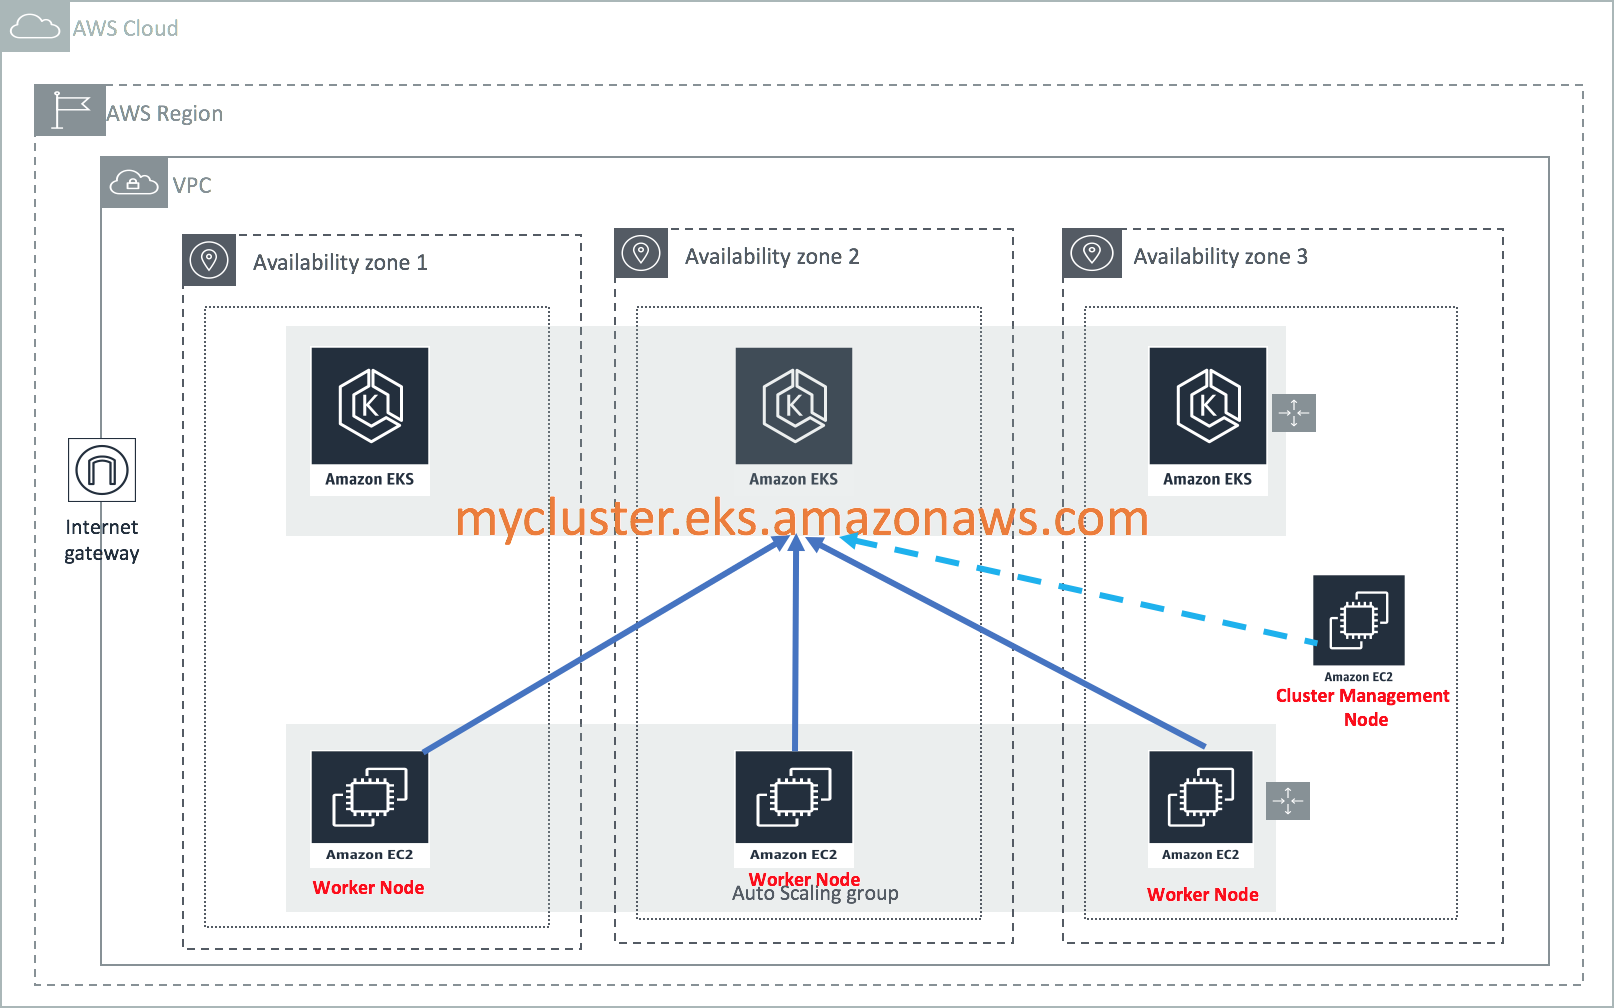 AWS Cloud
AWS Region
VPC
Availability zone 1
Availability zone 2
Availability zone 3
K
K
K
Amazon EKS
Amazon EKS
Amazon EKS
mycluster.eks.amazonaws.com
Internet
gateway
Amazon EC2
Cluster Management
Node
Amazon EC2
Worker Node
Amazon EC2
Worker Node
Auto Scaling group
Amazon EC2
Worker Node